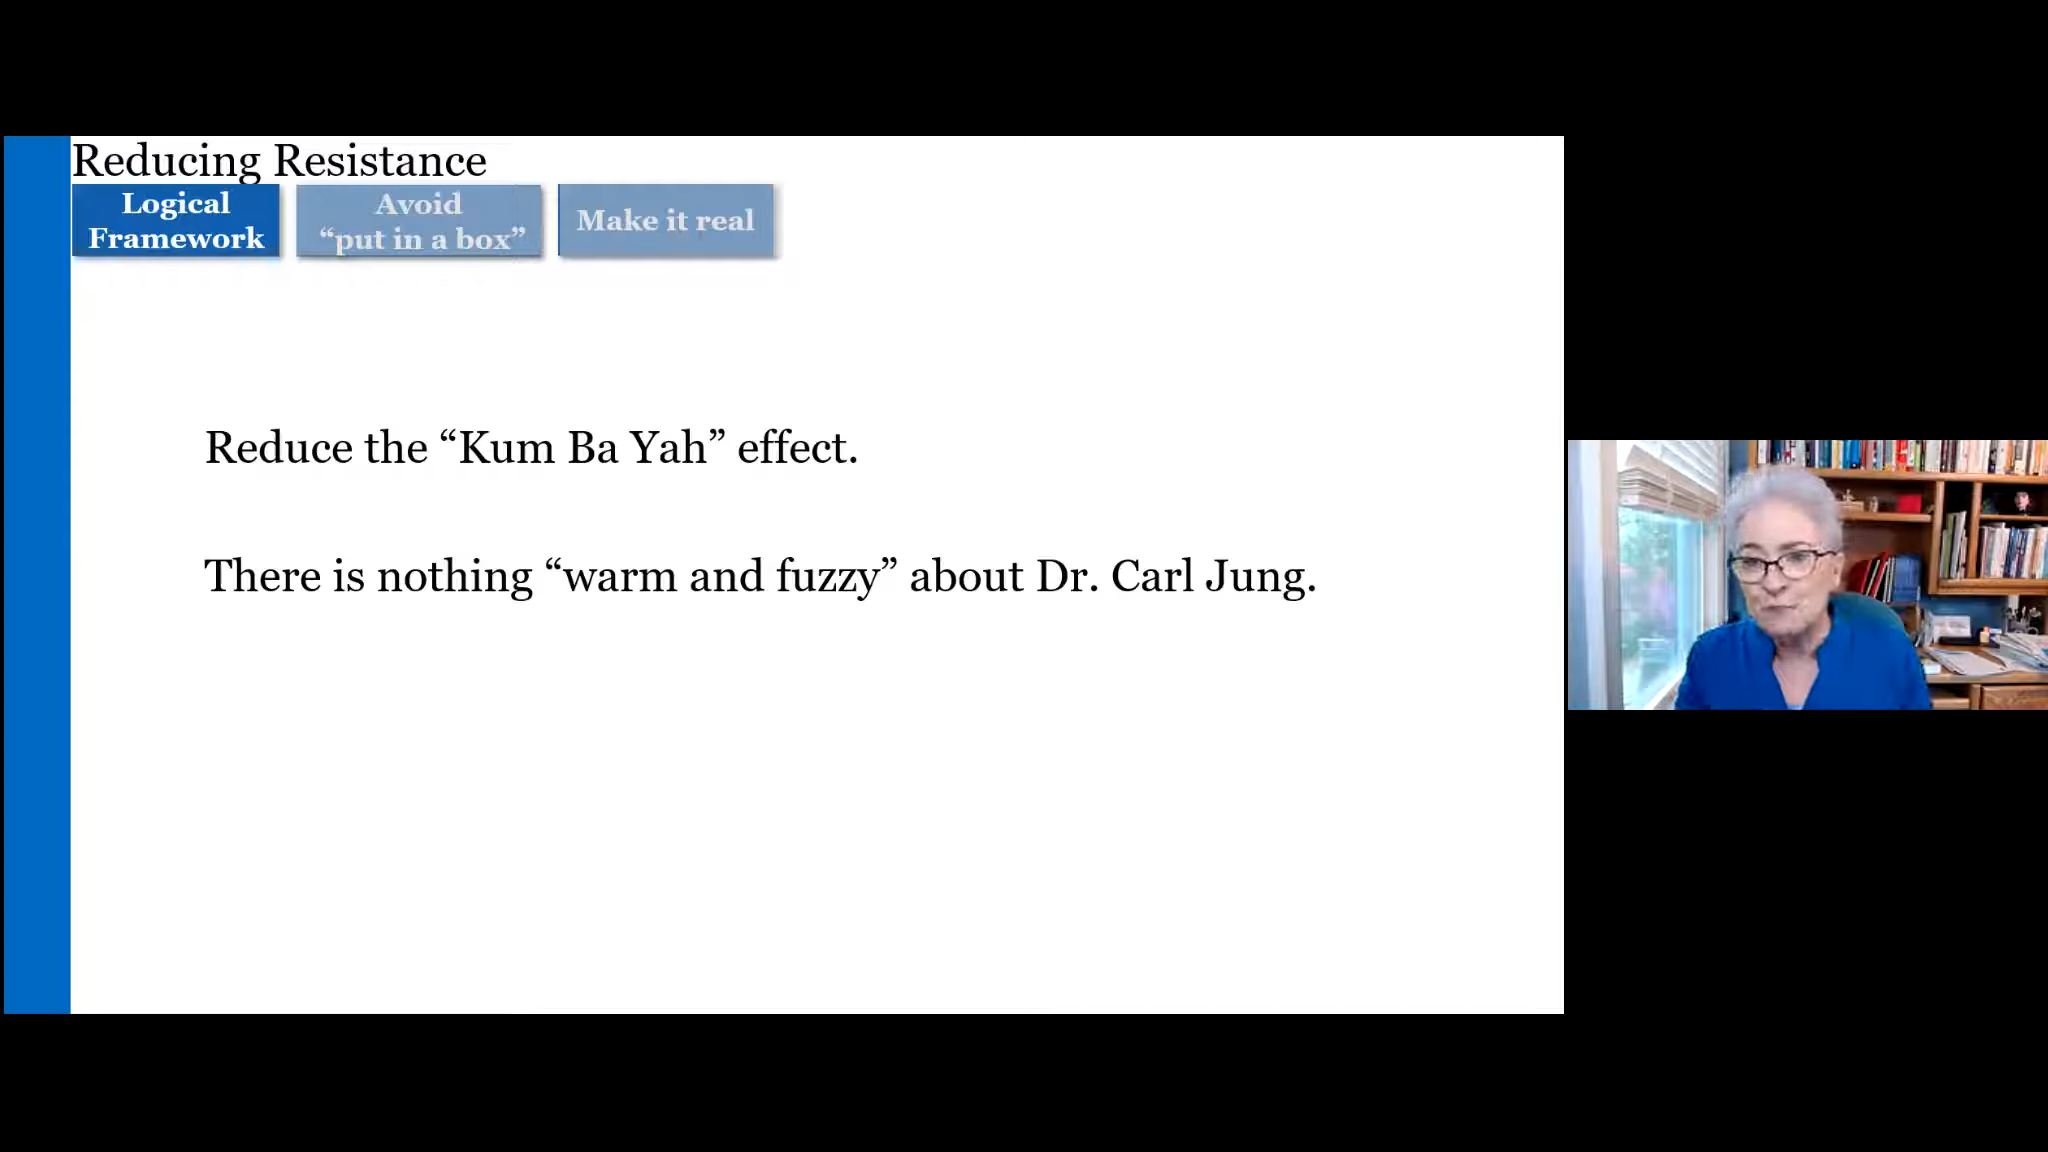 Reducing Resistance
Logical
Framework
Avoid
“put in a box”
Make it real
Reduce the “Kum Ba Yah” effect.
There is nothing “warm and fuzzy” about Dr. Carl Jung.